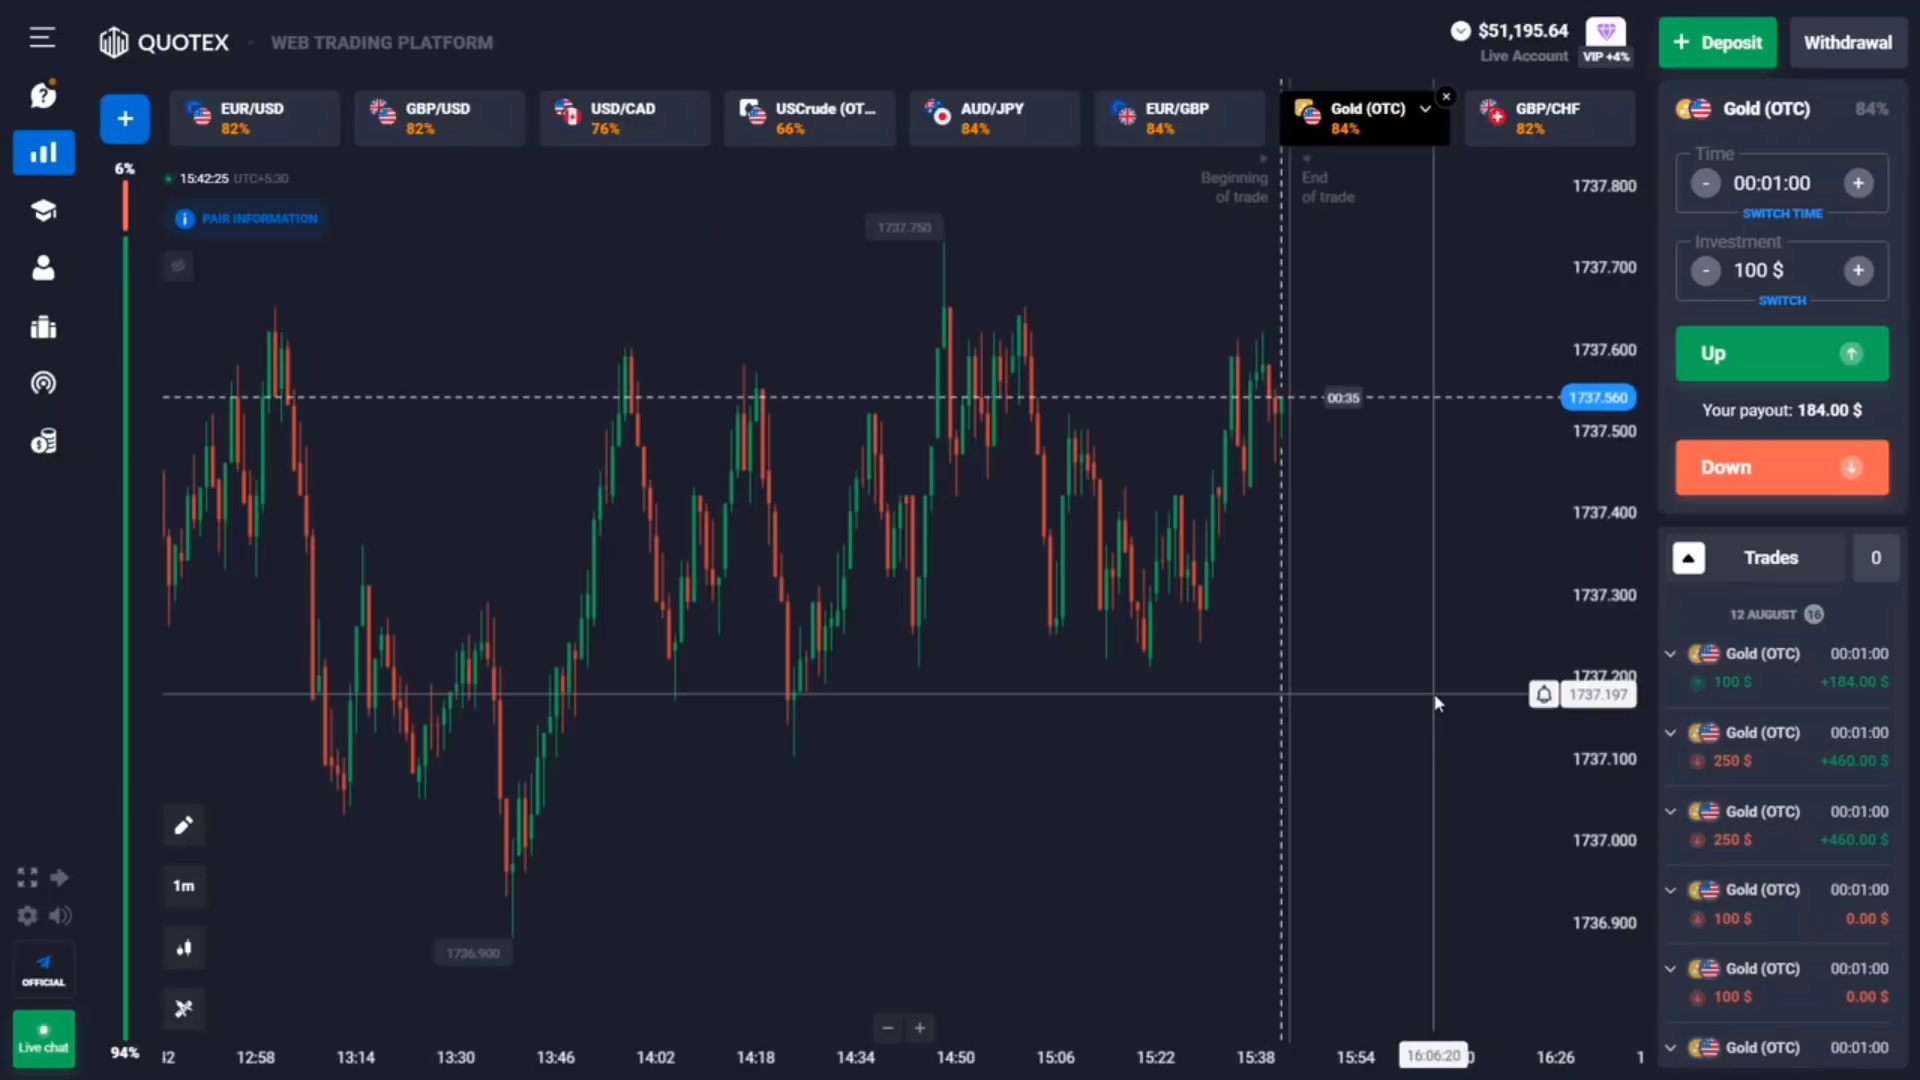 QUOTEX
WEB TRADING PLATFORM
$51,195.64
Live Account
VIP +4%
+ Deposit
Withdrawal
+
EUR/USD
82%
GBP/USD
82%
USD/CAD
76%
USCrude (OT...
66%
AUD/JPY
84%
EUR/GBP
84%
Gold (OTC)
84%
GBP/CHF
82%
6%
15:42:25 UTC+5:30
PAIR INFORMATION
Beginning
of trade
End
of trade
1737.750
1737.800
1737.700
1737.600
00:35
1737.560
1737.500
1737.400
1737.300
1737.200
1737.197
1737.100
1737.000
1736.900
1736.900
1m
OFFICIAL
Live chat
94%
12:58
13:14
13:30
13:46
14:02
14:18
14:34
14:50
15:06
15:22
15:38
15:54
16:06:20
16:26
Gold (OTC) 84%
Time
- 00:01:00 +
SWITCH TIME
Investment
- 100 $ +
SWITCH
Up
Your payout: 184.00 $
Down
Trades 0
12 AUGUST 16
Gold (OTC) 00:01:00
100 $ +184.00 $
Gold (OTC) 00:01:00
250 $ +460.00 $
Gold (OTC) 00:01:00
250 $ +460.00 $
Gold (OTC) 00:01:00
100 $ 0.00 $
Gold (OTC) 00:01:00
100 $ 0.00 $
Gold (OTC) 00:01:00